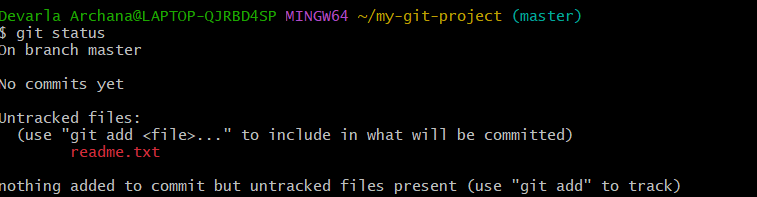 Devarla Archana@LAPTOP-QJRBD4SP MINGW64 ~/my-git-project (master)
$ git status
On branch master
No commits yet
Untracked files:
  (use "git add <file>..." to include in what will be committed)
        readme.txt
nothing added to commit but untracked files present (use "git add" to track)